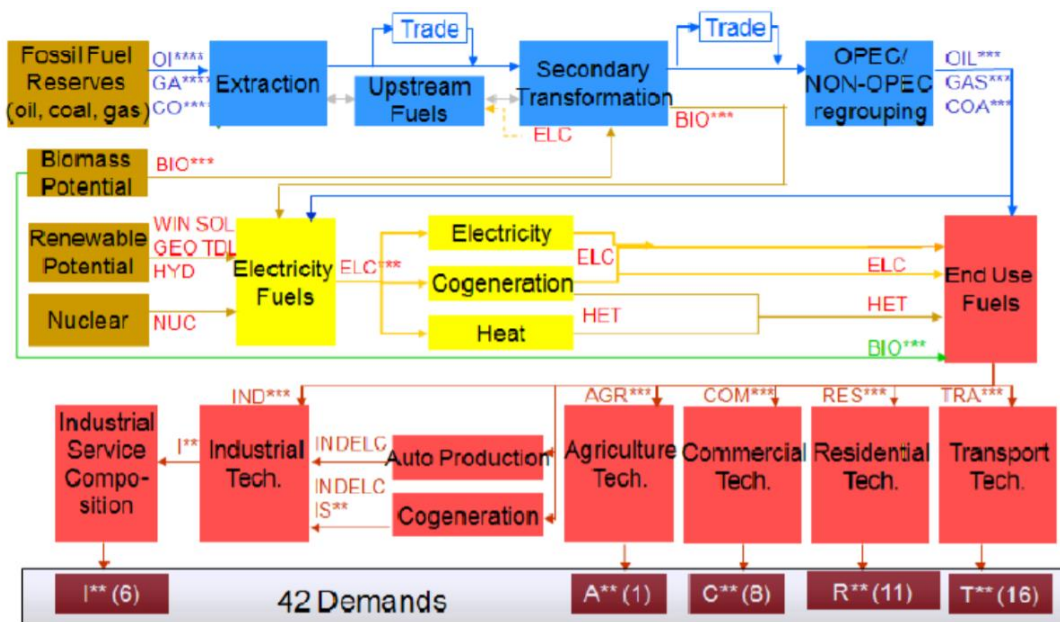 Trade
Trade
Fossil Fuel
Reserves
(oil, coal, gas)
OI****
GA****
CO****
Extraction
Upstream
Fuels
Secondary
Transformation
OPEC/
NON-OPEC
regrouping
OIL***
GAS***
COA***
ELC
BIO***
Biomass
Potential
BIO***
Renewable
Potential
WIN SOL
GEO TDL
HYD
Nuclear
NUC
Electricity
Fuels
ELC***
Electricity
Cogeneration
Heat
ELC
HET
ELC
HET
BIO***
End Use
Fuels
IND***
AGR***
COM***
RES***
TRA***
Industrial
Service
Compo-
sition
I**
Industrial
Tech.
INDELC
INDELC
IS**
Auto Production
Cogeneration
Agriculture
Tech.
Commercial
Tech.
Residential
Tech.
Transport
Tech.
I** (6)
42 Demands
A** (1)
C** (8)
R** (11)
T** (16)